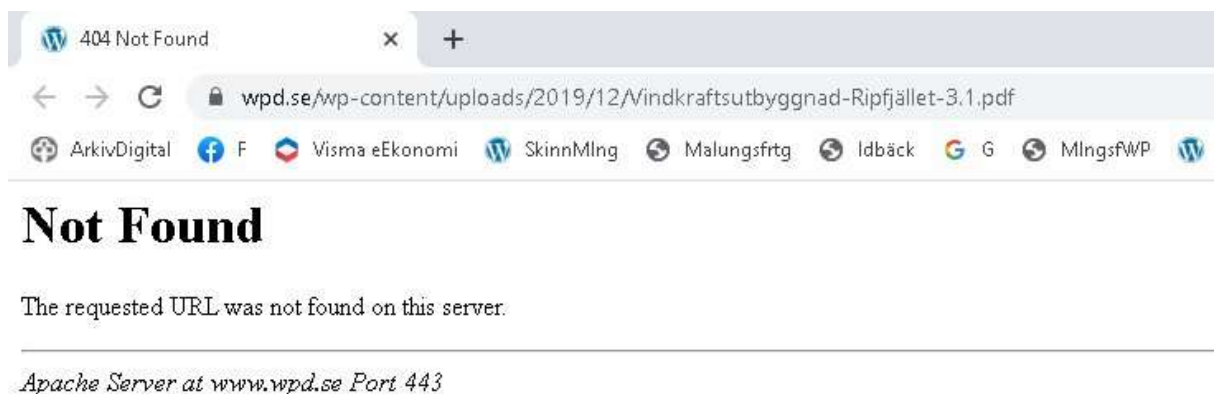 404 Not Found
wpd.se/wp-content/uploads/2019/12/Vindkraftsutbyggnad-Ripfjället-3.1.pdf
ArkivDigital F Visma eEkonomi SkinnMlng Malungsfrtg Idbäck G MlngsfWP
Not Found
The requested URL was not found on this server.
Apache Server at www.wpd.se Port 443